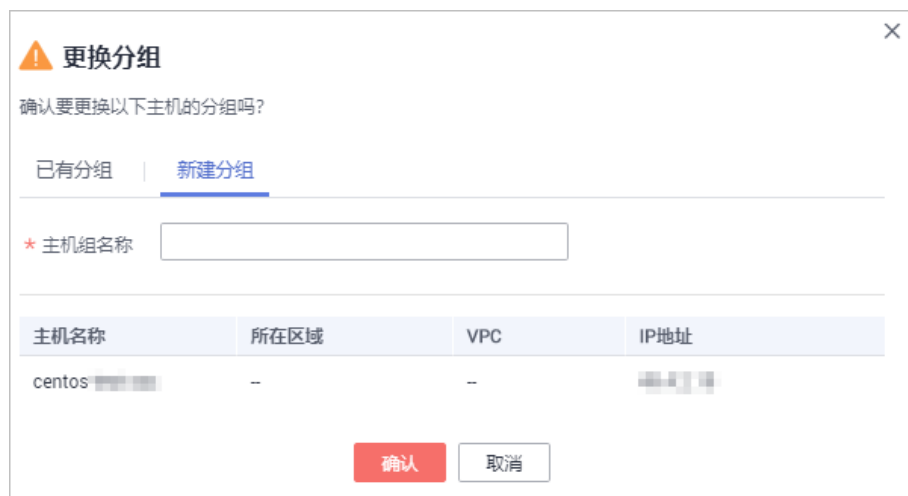 更换分组
确认要更换以下主机的分组吗?
已有分组 新建分组
* 主机组名称
主机名称 所在区域 VPC IP地址
centos -- --
确认 取消